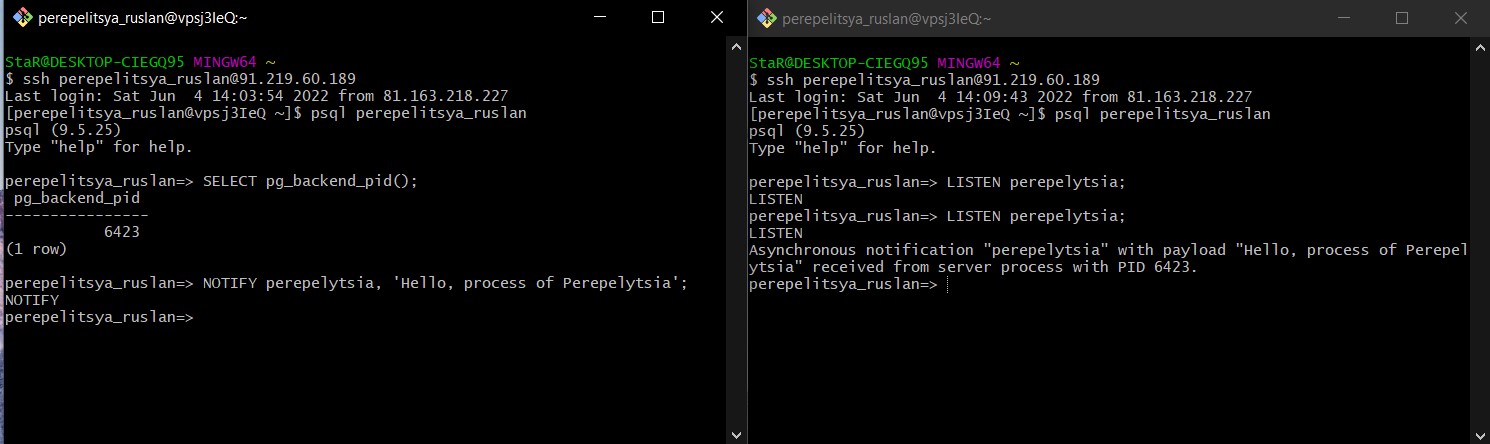 perepelitsya_ruslan@vpsj3IeQ:~
StaR@DESKTOP-CIEGQ95 MINGW64 ~
$ ssh perepelitsya_ruslan@91.219.60.189
Last login: Sat Jun  4 14:03:54 2022 from 81.163.218.227
[perepelitsya_ruslan@vpsj3IeQ ~]$ psql perepelitsya_ruslan
psql (9.5.25)
Type "help" for help.
perepelitsya_ruslan=> SELECT pg_backend_pid();
 pg_backend_pid
----------------
           6423
(1 row)
perepelitsya_ruslan=> NOTIFY perepelytsia, 'Hello, process of Perepelytsia';
NOTIFY
perepelitsya_ruslan=>
perepelitsya_ruslan@vpsj3IeQ:~
StaR@DESKTOP-CIEGQ95 MINGW64 ~
$ ssh perepelitsya_ruslan@91.219.60.189
Last login: Sat Jun  4 14:09:43 2022 from 81.163.218.227
[perepelitsya_ruslan@vpsj3IeQ ~]$ psql perepelitsya_ruslan
psql (9.5.25)
Type "help" for help.
perepelitsya_ruslan=> LISTEN perepelytsia;
LISTEN
perepelitsya_ruslan=> LISTEN perepelytsia;
LISTEN
Asynchronous notification "perepelytsia" with payload "Hello, process of Perepel
ytsia" received from server process with PID 6423.
perepelitsya_ruslan=>